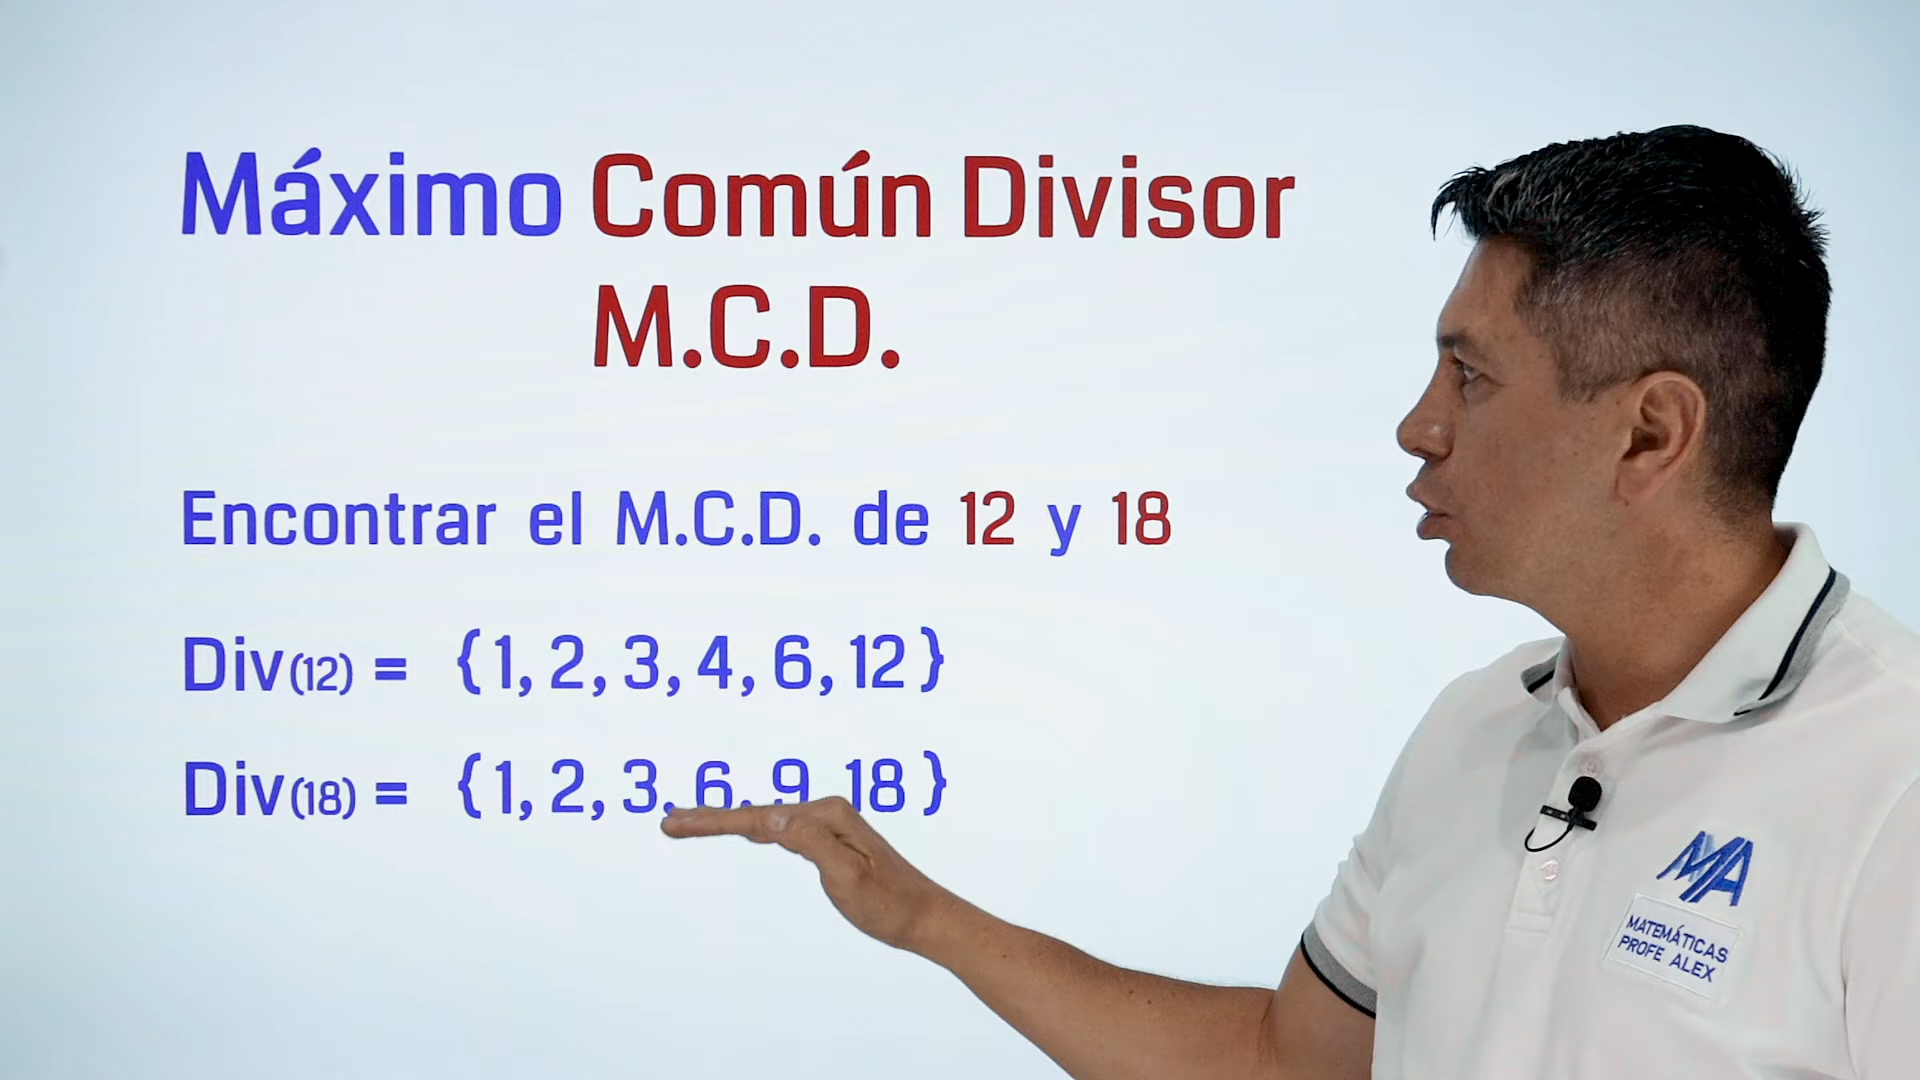 Máximo Común Divisor
M.C.D.
Encontrar el M.C.D. de 12 y 18
Div(12) = {1, 2, 3, 4, 6, 12}
Div(18) = {1, 2, 3, 6, 9, 18}
MA
MATEMÁTICAS
PROFE ALEX